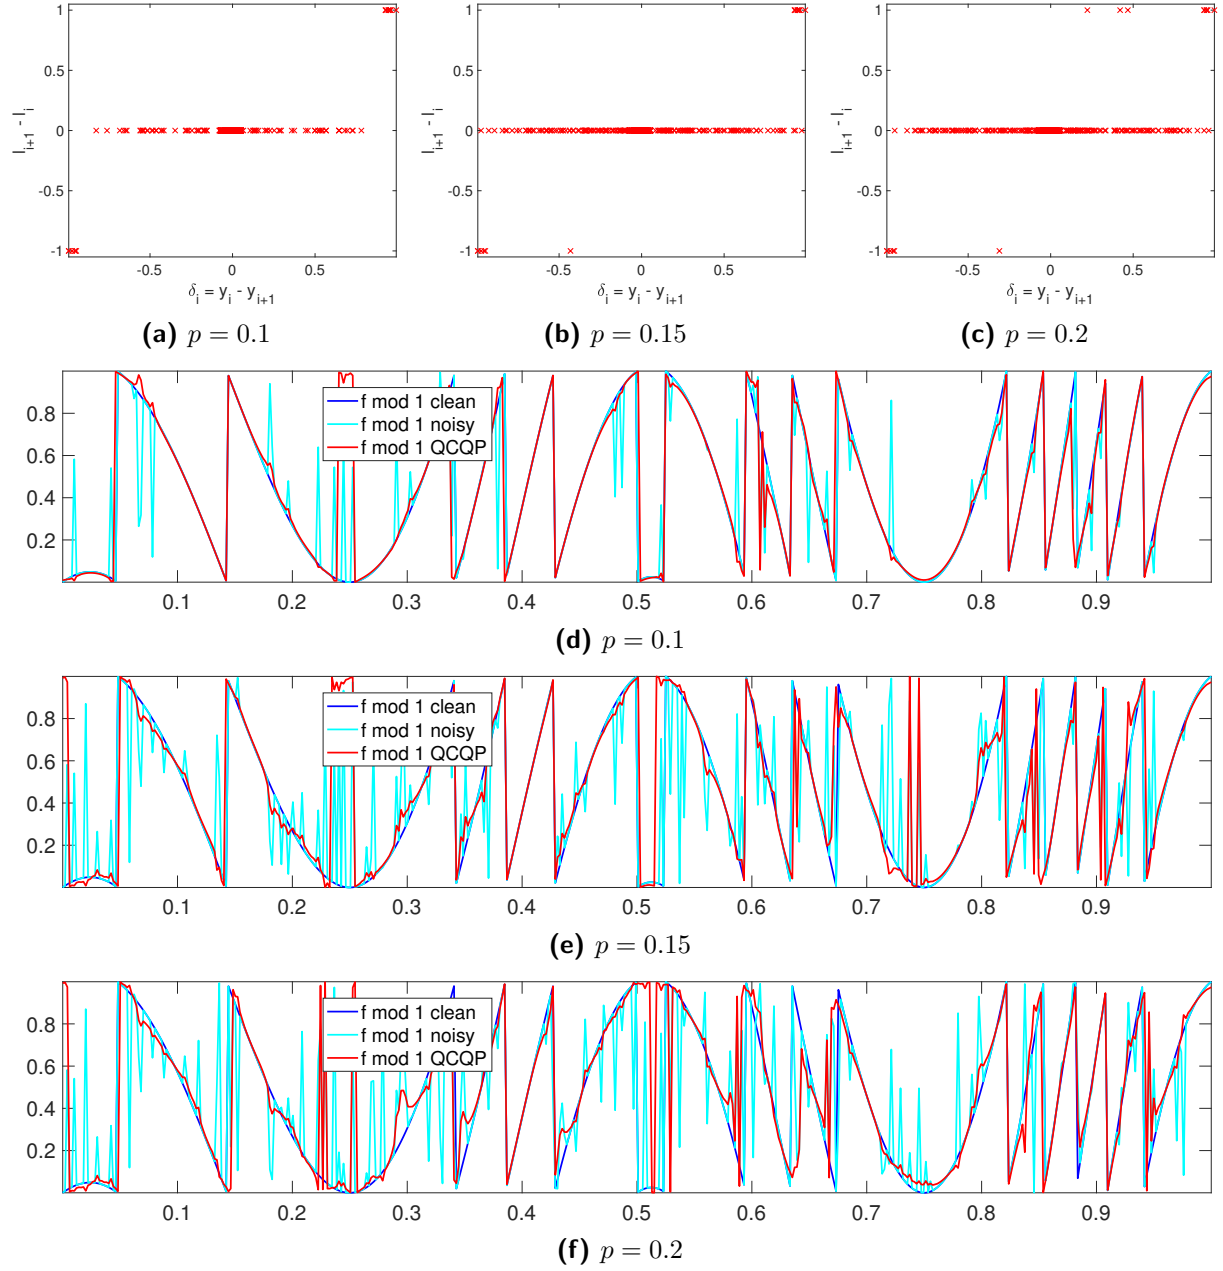 1
0.5
0
-0.5
-1
l_{i+1} - l_i
-0.5 0 0.5
δ_i = y_i - y_{i+1}
(a) p = 0.1
1
0.5
0
-0.5
-1
l_{i+1} - l_i
-0.5 0 0.5
δ_i = y_i - y_{i+1}
(b) p = 0.15
1
0.5
0
-0.5
-1
l_{i+1} - l_i
-0.5 0 0.5
δ_i = y_i - y_{i+1}
(c) p = 0.2
0.8
0.6
0.4
0.2
f mod 1 clean
f mod 1 noisy
f mod 1 QCQP
0.1 0.2 0.3 0.4 0.5 0.6 0.7 0.8 0.9
(d) p = 0.1
0.8
0.6
0.4
0.2
f mod 1 clean
f mod 1 noisy
f mod 1 QCQP
0.1 0.2 0.3 0.4 0.5 0.6 0.7 0.8 0.9
(e) p = 0.15
0.8
0.6
0.4
0.2
f mod 1 clean
f mod 1 noisy
f mod 1 QCQP
0.1 0.2 0.3 0.4 0.5 0.6 0.7 0.8 0.9
(f) p = 0.2